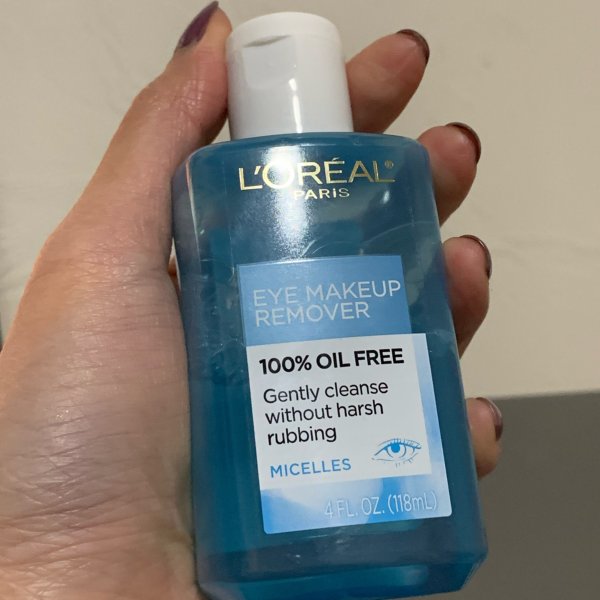 L'ORÉAL®
PARIS
EYE MAKEUP
REMOVER
100% OIL FREE
Gently cleanse
without harsh
rubbing
MICELLES
4 FL. OZ. (118mL)